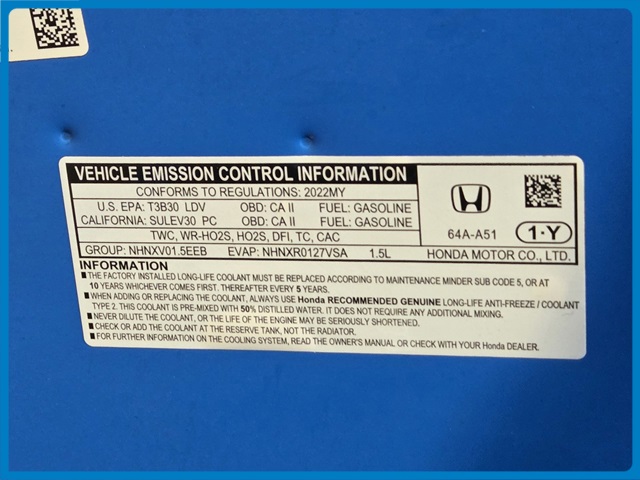 VEHICLE EMISSION CONTROL INFORMATION
CONFORMS TO REGULATIONS: 2022MY
U.S. EPA: T3B30 LDV OBD: CA II FUEL: GASOLINE
CALIFORNIA: SULEV30 PC OBD: CA II FUEL: GASOLINE
TWC, WR-HO2S, HO2S, DFI, TC, CAC
GROUP: NHNXV01.5EEB EVAP: NHNXR0127VSA 1.5L
64A-A51 1·Y
HONDA MOTOR CO., LTD.
INFORMATION
■THE FACTORY INSTALLED LONG-LIFE COOLANT MUST BE REPLACED ACCORDING TO MAINTENANCE MINDER SUB CODE 5, OR AT
10 YEARS WHICHEVER COMES FIRST. THEREAFTER EVERY 5 YEARS.
■WHEN ADDING OR REPLACING THE COOLANT, ALWAYS USE Honda RECOMMENDED GENUINE LONG-LIFE ANTI-FREEZE / COOLANT
TYPE 2. THIS COOLANT IS PRE-MIXED WITH 50% DISTILLED WATER. IT DOES NOT REQUIRE ANY ADDITIONAL MIXING.
■NEVER DILUTE THE COOLANT, OR THE LIFE OF THE ENGINE MAY BE SERIOUSLY SHORTENED.
■CHECK OR ADD THE COOLANT AT THE RESERVE TANK, NOT THE RADIATOR.
■FOR FURTHER INFORMATION ON THE COOLING SYSTEM, READ THE OWNER'S MANUAL OR CHECK WITH YOUR Honda DEALER.